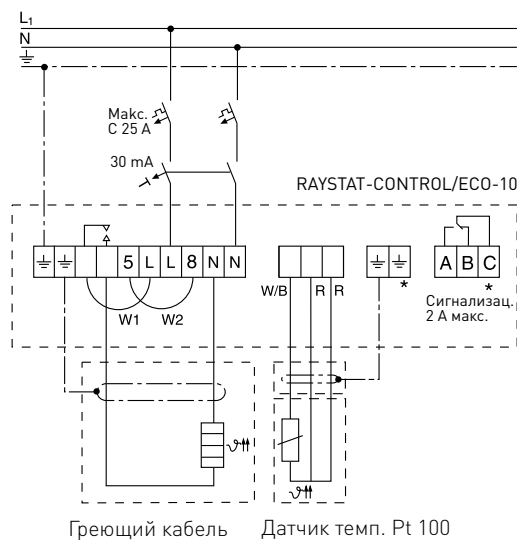 L1
N
Макс.
C 25 A
30 mA
RAYSTAT-CONTROL/ECO-10
5 L L 8 N N
A B C
W/B R R
*
*
W1 W2
Сигнализац.
2 А макс.
Греющий кабель Датчик темп. Pt 100